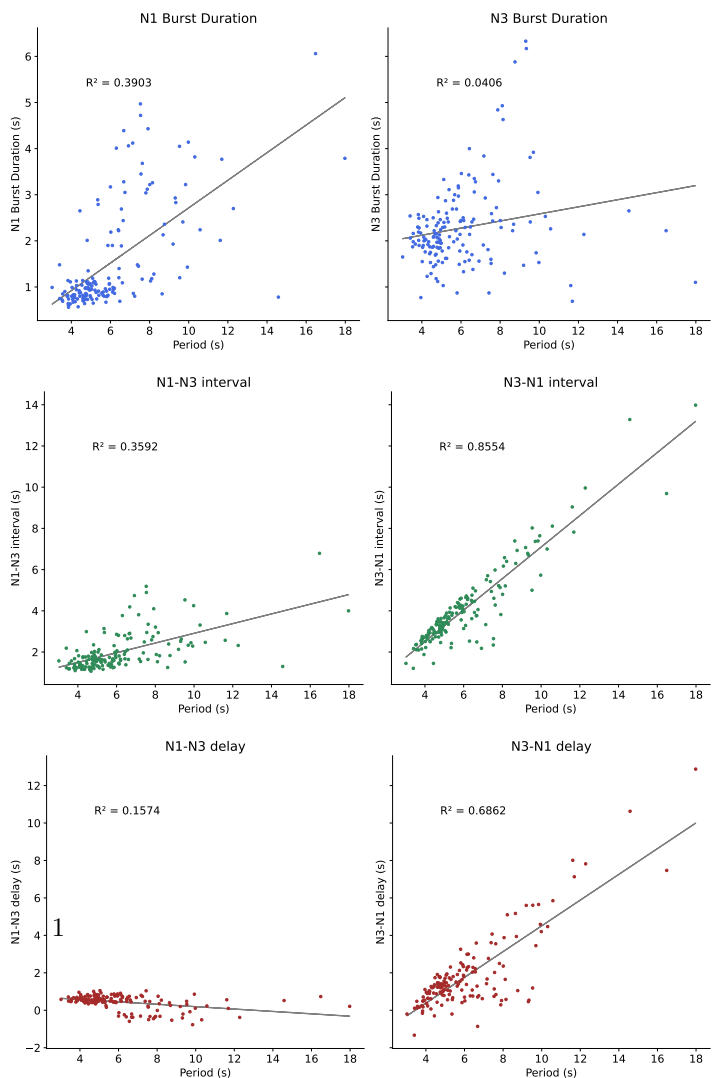 N1 Burst Duration
N3 Burst Duration
R² = 0.3903
R² = 0.0406
N1 Burst Duration (s)
N3 Burst Duration (s)
6
5
4
3
2
1
4 6 8 10 12 14 16 18
4 6 8 10 12 14 16 18
Period (s)
Period (s)
N1-N3 interval
N3-N1 interval
R² = 0.3592
R² = 0.8554
N1-N3 interval (s)
N3-N1 interval (s)
14
12
10
8
6
4
2
4 6 8 10 12 14 16 18
4 6 8 10 12 14 16 18
Period (s)
Period (s)
N1-N3 delay
N3-N1 delay
R² = 0.1574
R² = 0.6862
N1-N3 delay (s)
N3-N1 delay (s)
12
10
8
6
4
2
0
−2
1
4 6 8 10 12 14 16 18
4 6 8 10 12 14 16 18
Period (s)
Period (s)